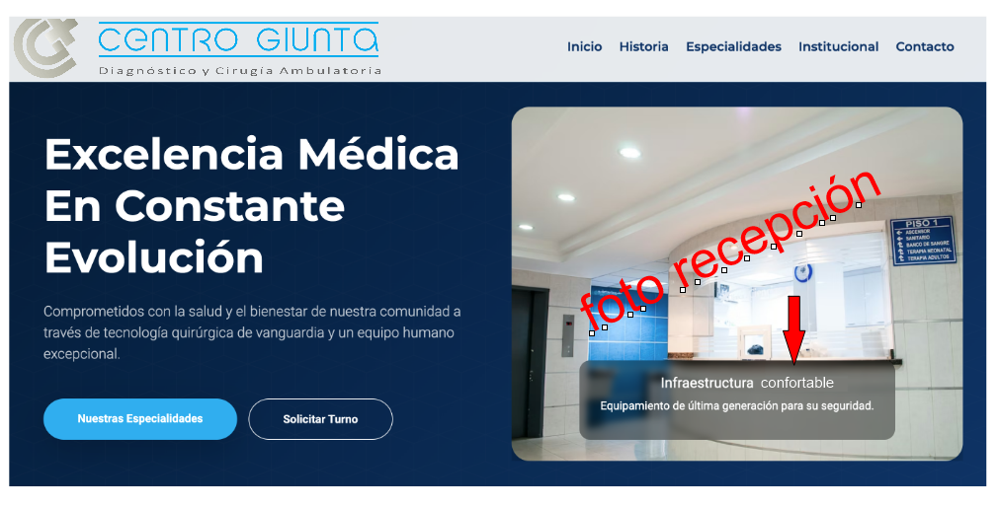 CENTRO GIUNTA
Diagnóstico y Cirugía Ambulatoria
Inicio Historia Especialidades Institucional Contacto
Excelencia Médica
En Constante
Evolución
Comprometidos con la salud y el bienestar de nuestra comunidad a
través de tecnología quirúrgica de vanguardia y un equipo humano
excepcional.
Nuestras Especialidades
Solicitar Turno
foto recepción
PISO 1
ASCENSOR
SANITARIO
BANCO DE SANGRE
TERAPIA NEONATAL
TERAPIA ADULTOS
Infraestructura confortable
Equipamiento de última generación para su seguridad.